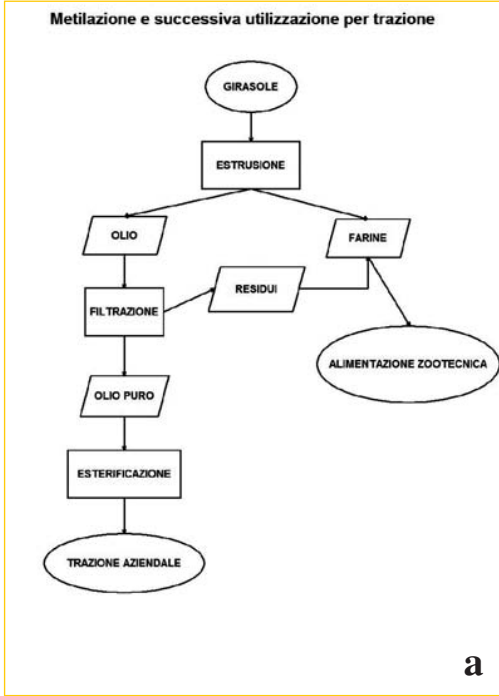 Metilazione e successiva utilizzazione per trazione
GIRASOLE
ESTRUSIONE
OLIO
FARINE
RESIDUI
FILTRAZIONE
ALIMENTAZIONE ZOOTECNICA
OLIO PURO
ESTERIFICAZIONE
TRAZIONE AZIENDALE
a